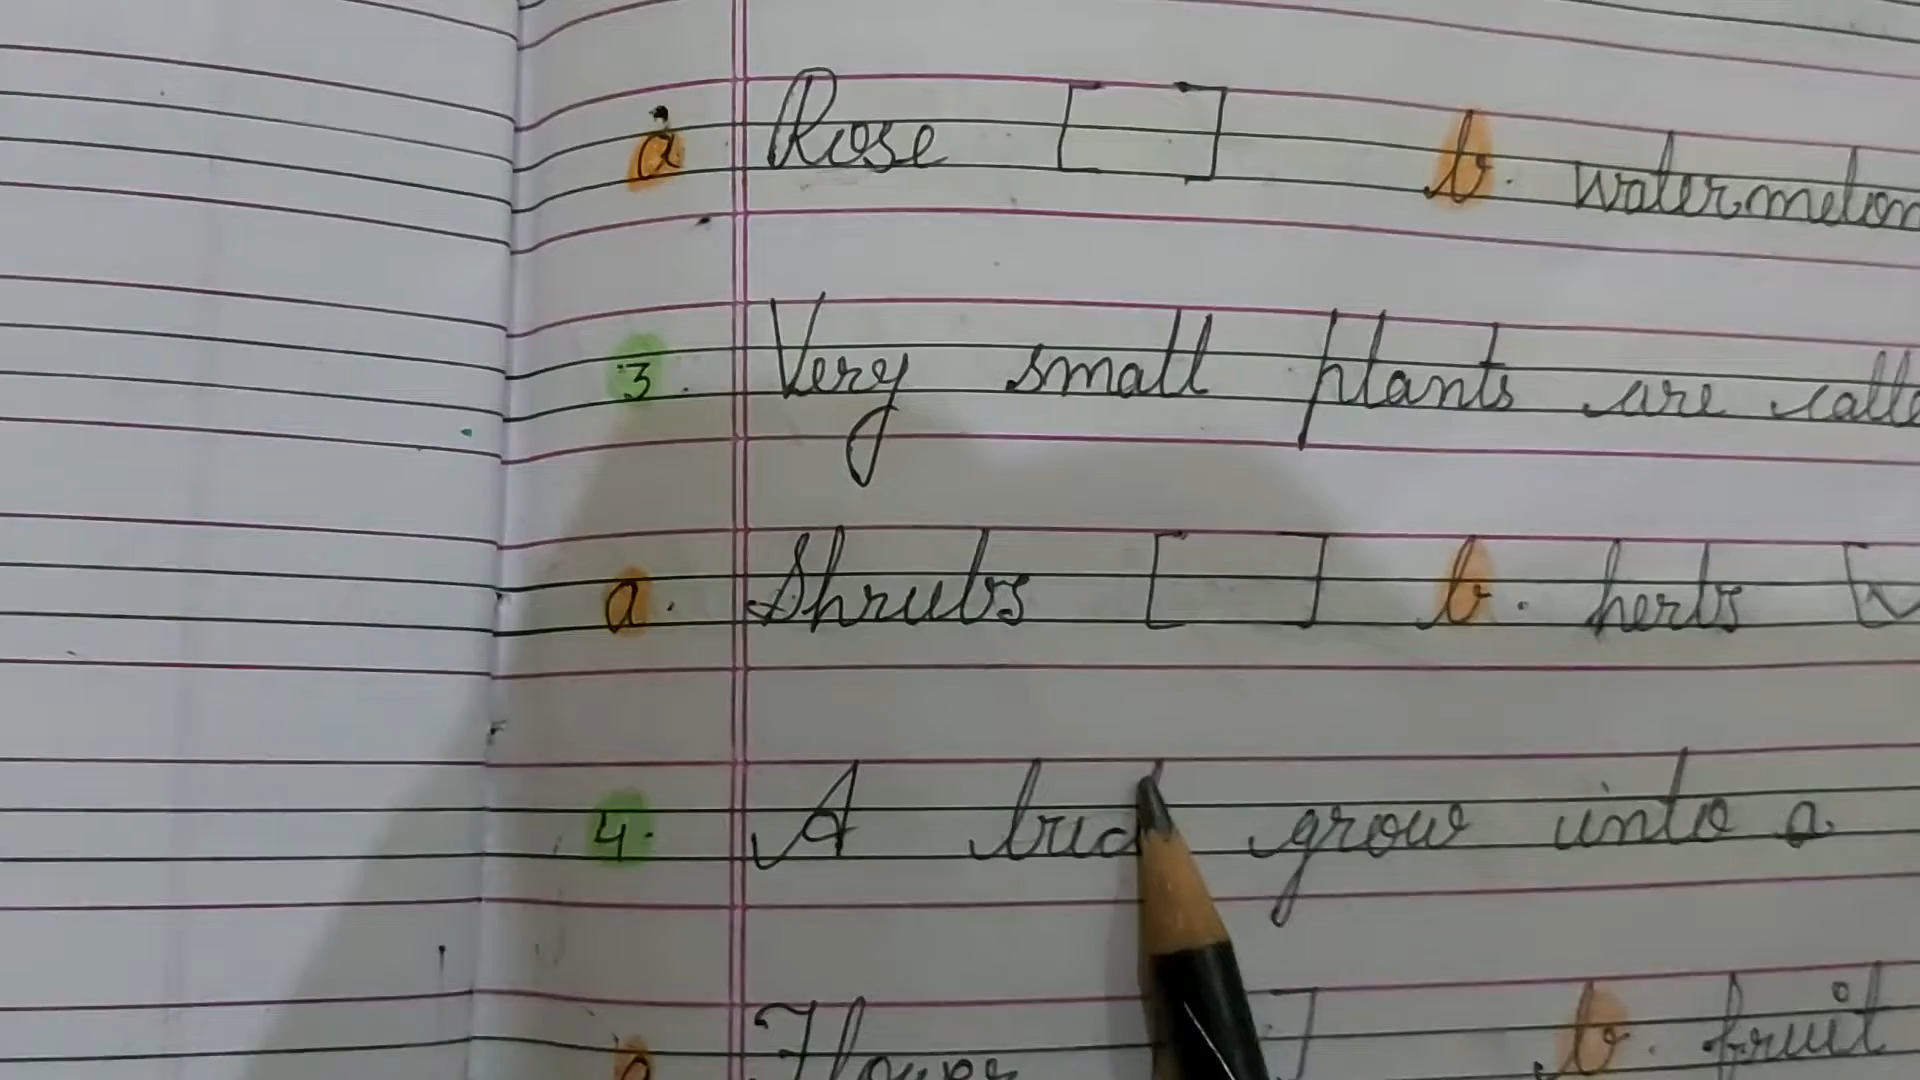 a Rose b. watermelon
3. Very small plants are calle
a. Shrubs b. herbs
4. A bud grow into a
a Flower b. fruit